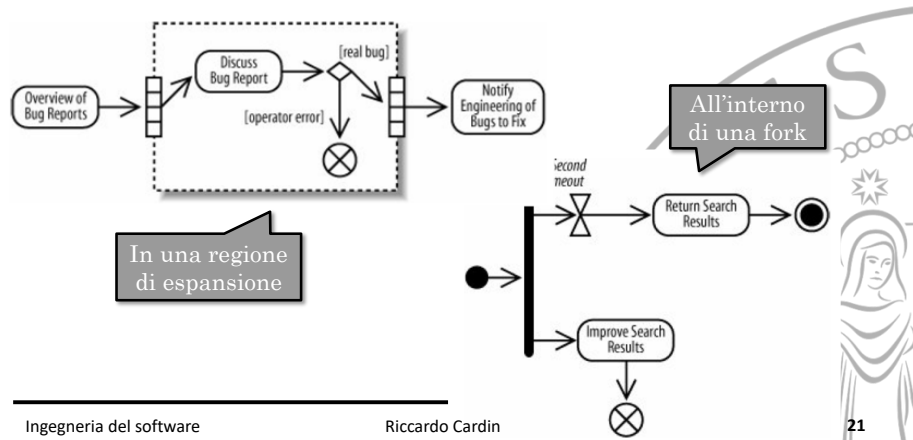 Overview of
Bug Reports
Discuss
Bug Report
[real bug]
[operator error]
Notify
Engineering of
Bugs to Fix
In una regione
di espansione
All'interno
di una fork
Second
Return Search
Results
Improve Search
Results
Ingegneria del software
Riccardo Cardin
21
S